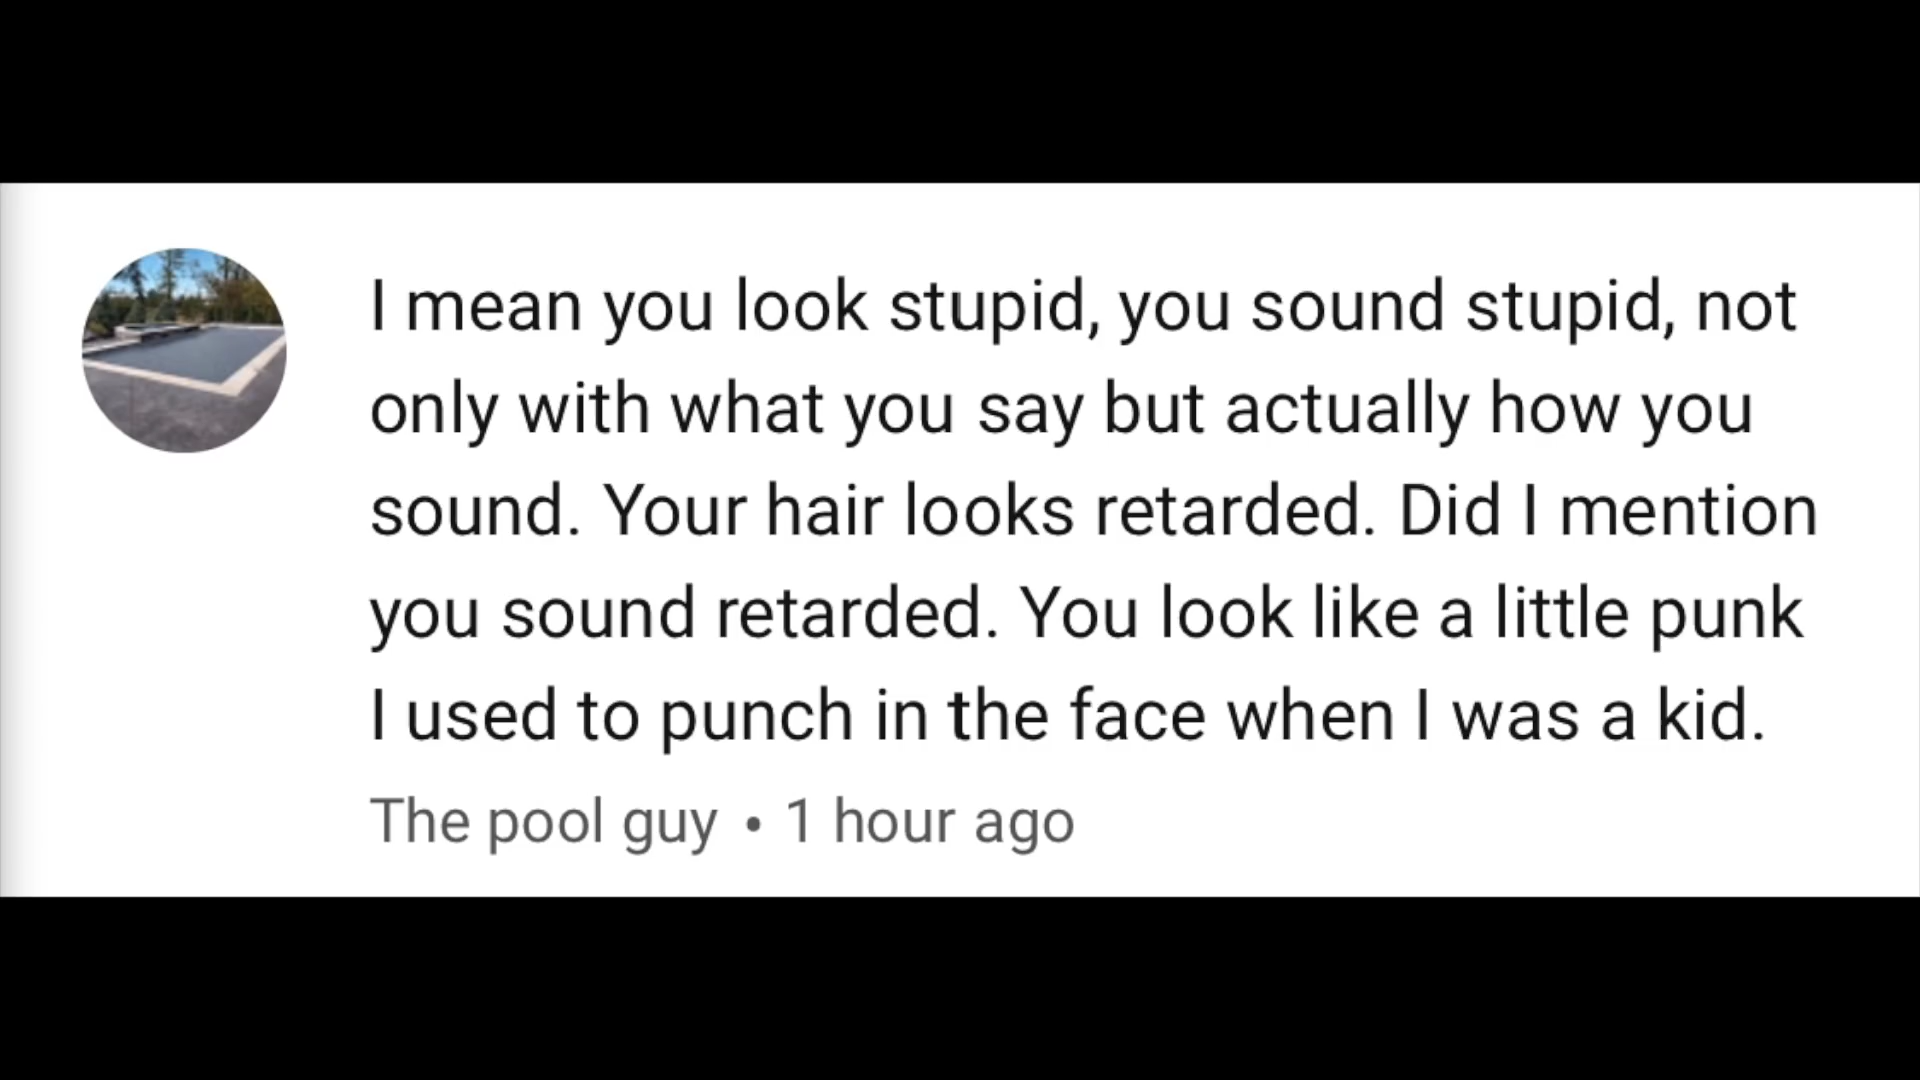 I mean you look stupid, you sound stupid, not
only with what you say but actually how you
sound. Your hair looks retarded. Did I mention
you sound retarded. You look like a little punk
I used to punch in the face when I was a kid.
The pool guy • 1 hour ago